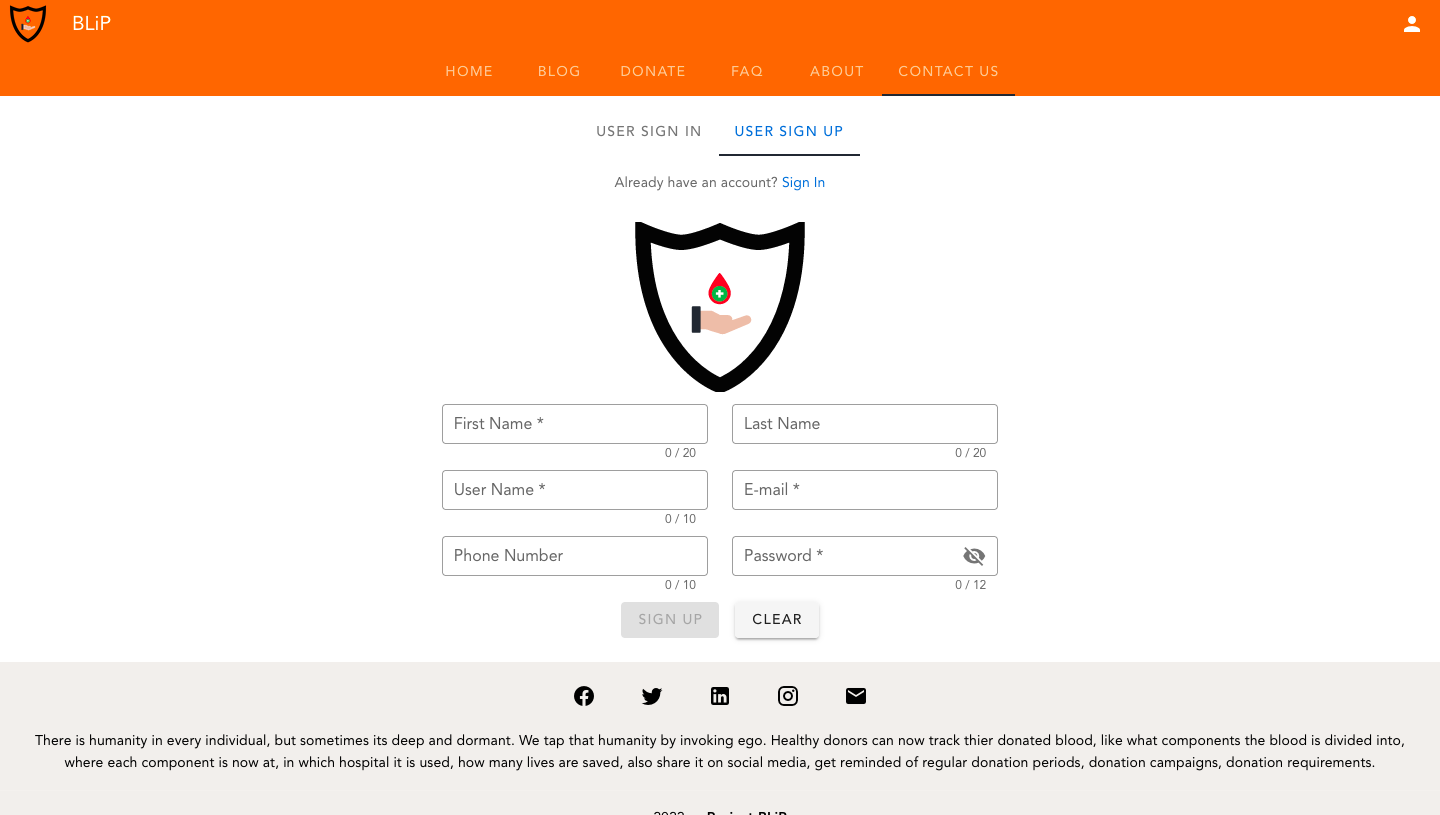 BLiP
HOME BLOG DONATE FAQ ABOUT CONTACT US
USER SIGN IN USER SIGN UP
Already have an account? Sign In
First Name * Last Name
0 / 20 0 / 20
User Name * E-mail *
0 / 10
Phone Number Password *
0 / 10 0 / 12
SIGN UP CLEAR
There is humanity in every individual, but sometimes its deep and dormant. We tap that humanity by invoking ego. Healthy donors can now track thier donated blood, like what components the blood is divided into,
where each component is now at, in which hospital it is used, how many lives are saved, also share it on social media, get reminded of regular donation periods, donation campaigns, donation requirements.
Project BLiP